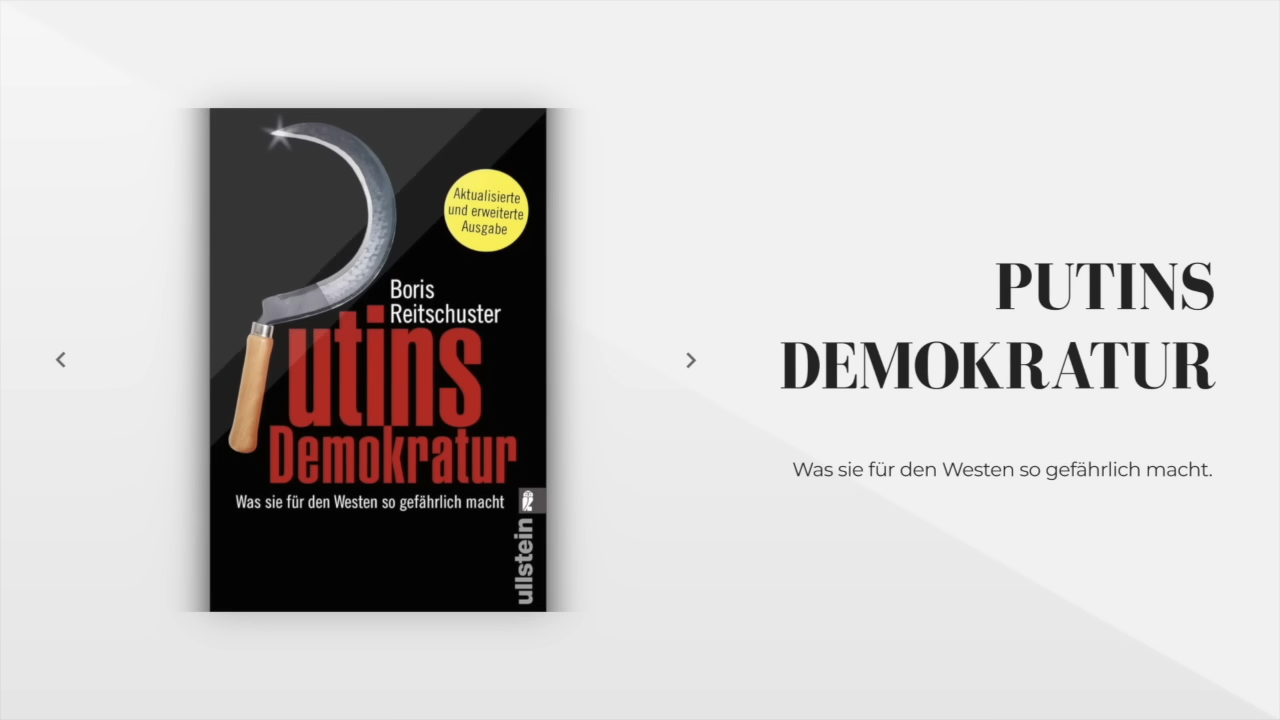 Aktualisierte
und erweiterte
Ausgabe
Boris
Reitschuster
utins
Demokratur
Was sie für den Westen so gefährlich macht
ullstein
PUTINS
DEMOKRATUR
Was sie für den Westen so gefährlich macht.